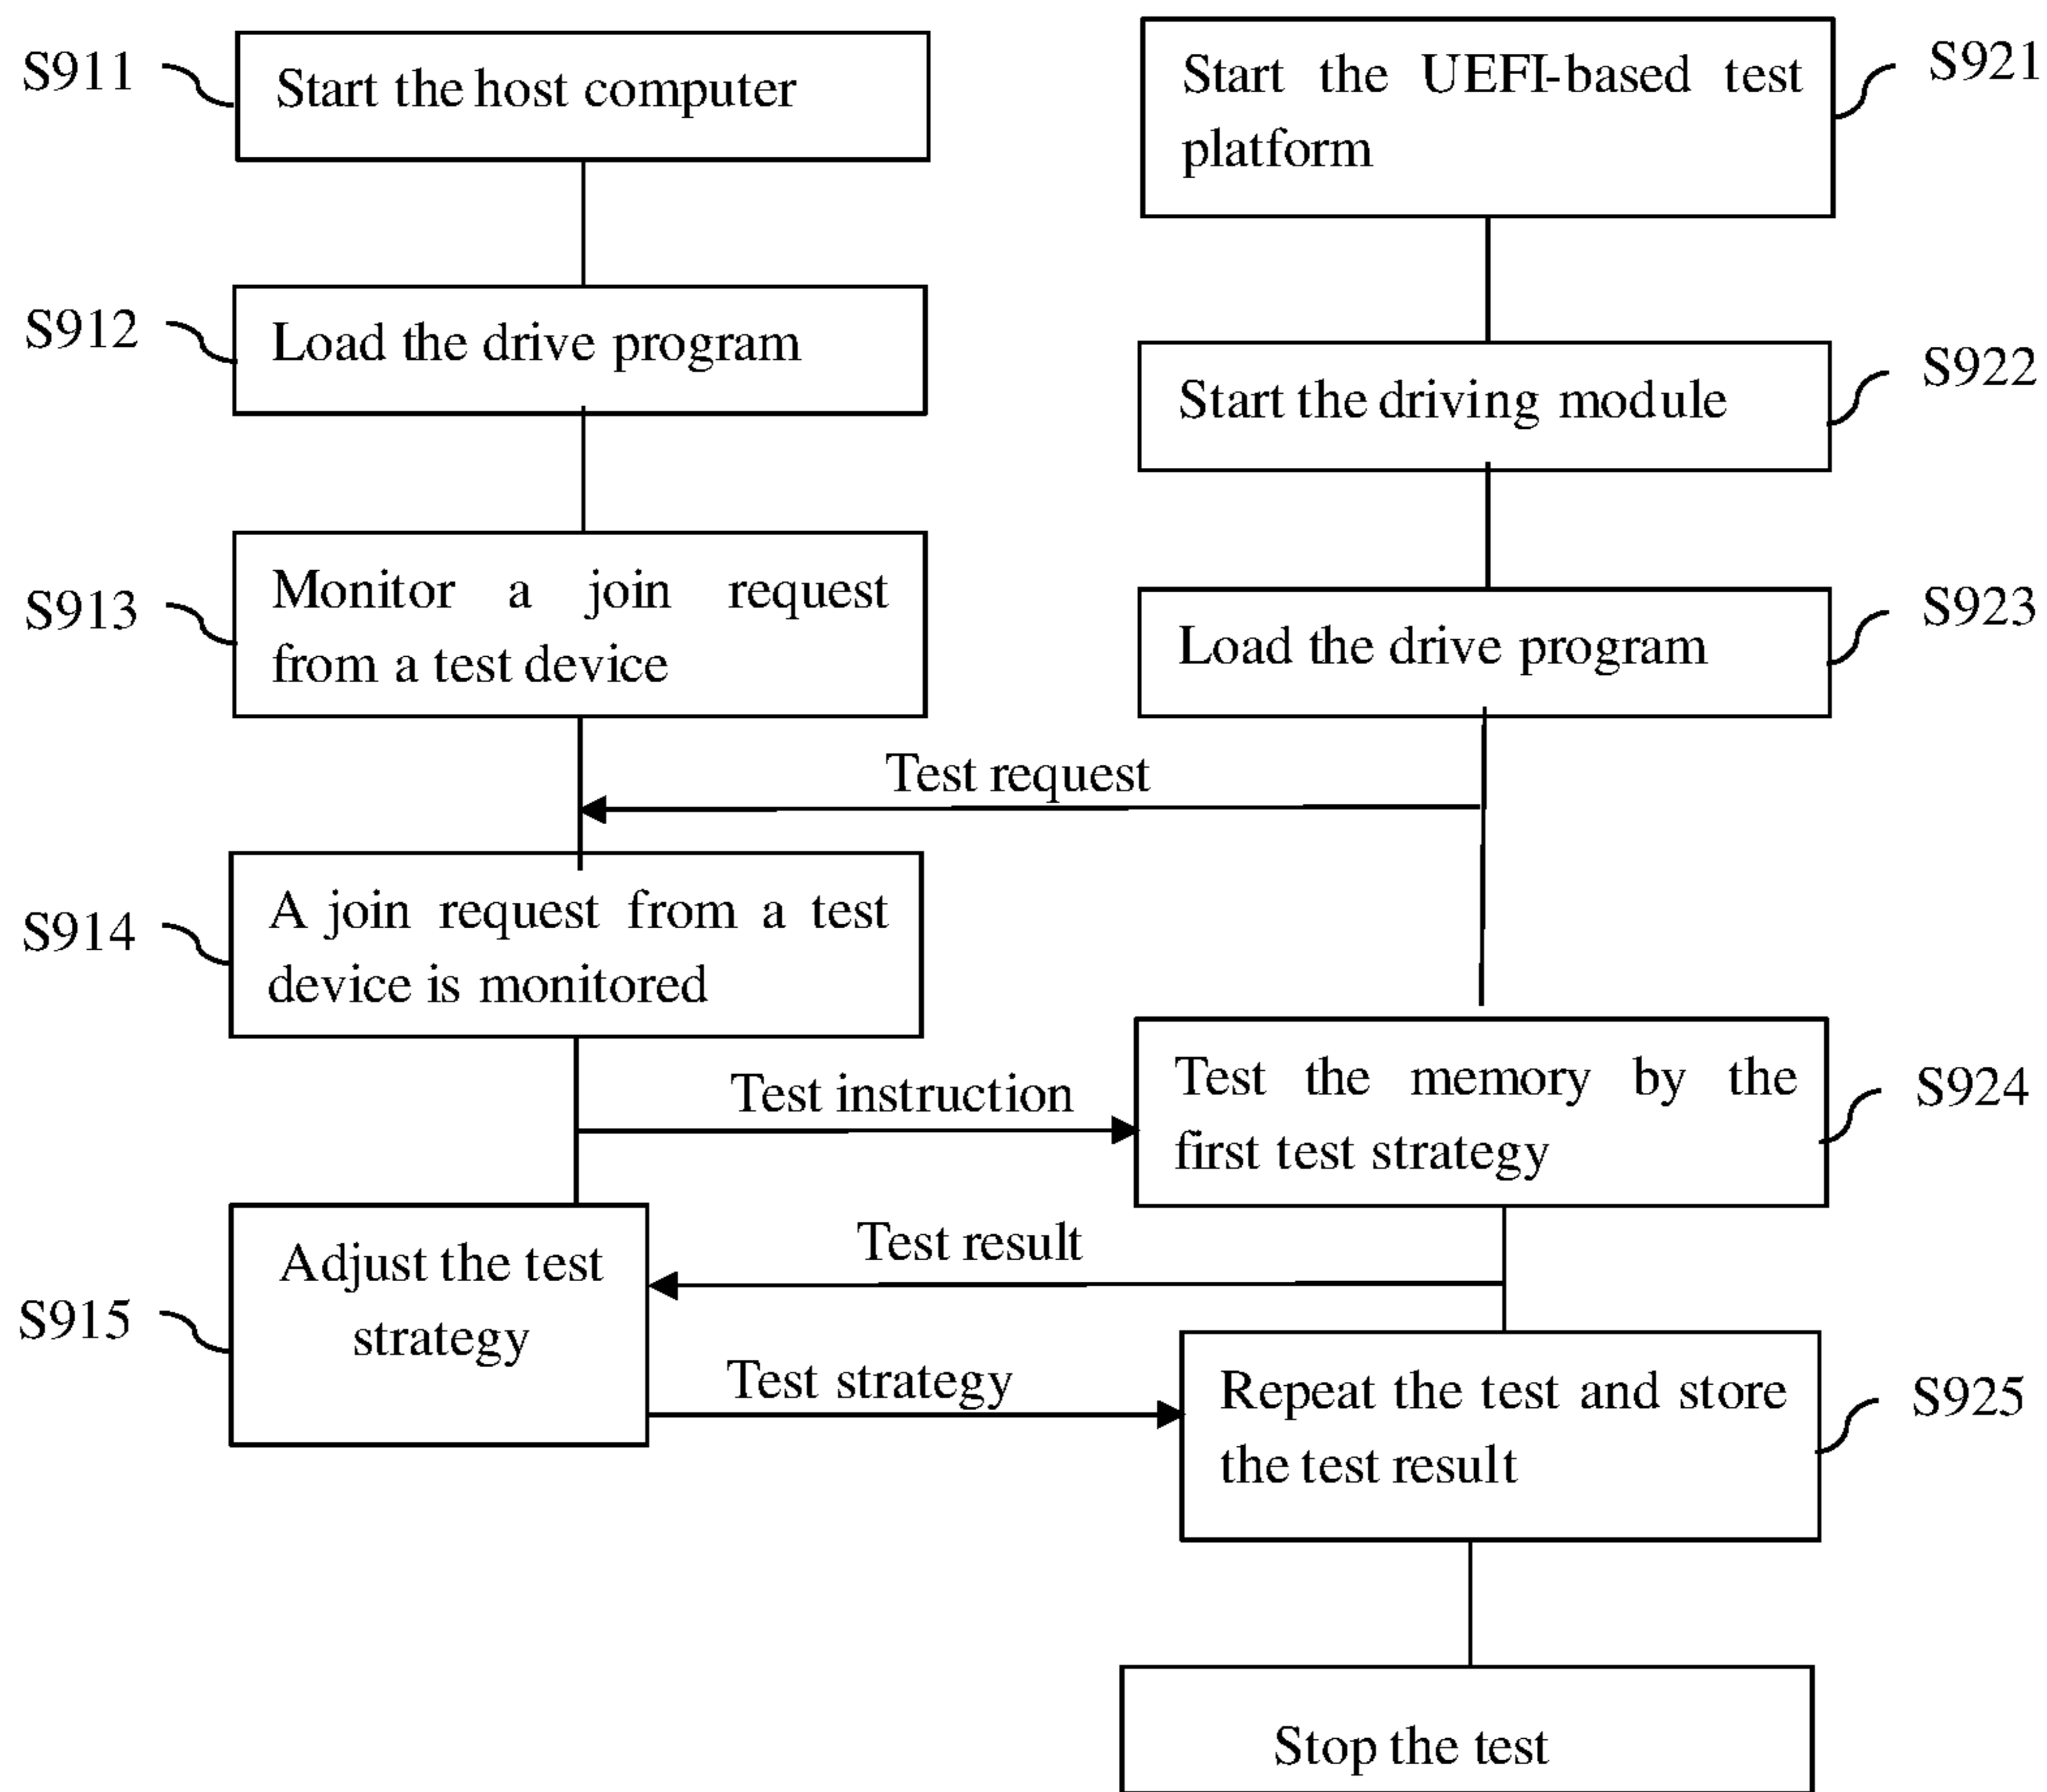 S911
Start the host computer
Start the UEFI-based test
platform
S921
S912
Load the drive program
Start the driving module
S922
S913
Monitor a join request
from a test device
Load the drive program
S923
Test request
S914
A join request from a test
device is monitored
Test instruction
Test the memory by the
first test strategy
S924
Test result
S915
Adjust the test
strategy
Test strategy
Repeat the test and store
the test result
S925
Stop the test